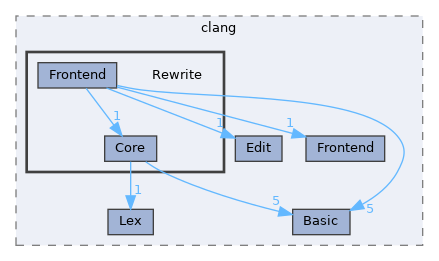 clang
Frontend
Rewrite
1
1
1
Core
Edit
Frontend
1
5
5
Lex
Basic